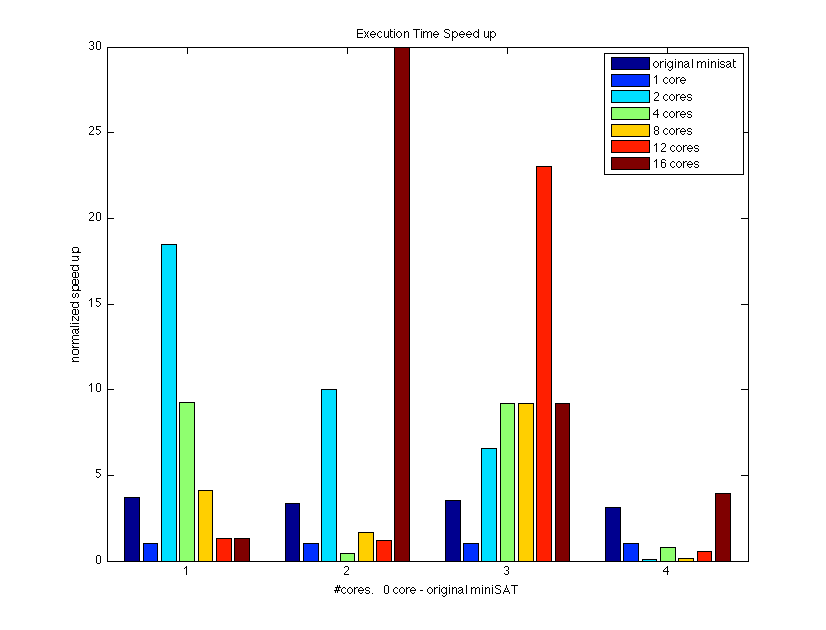 Execution Time Speed up
30
25
20
15
10
5
0
normalized speed up
original minisat
1 core
2 cores
4 cores
8 cores
12 cores
16 cores
1 2 3 4
#cores. 0 core - original miniSAT